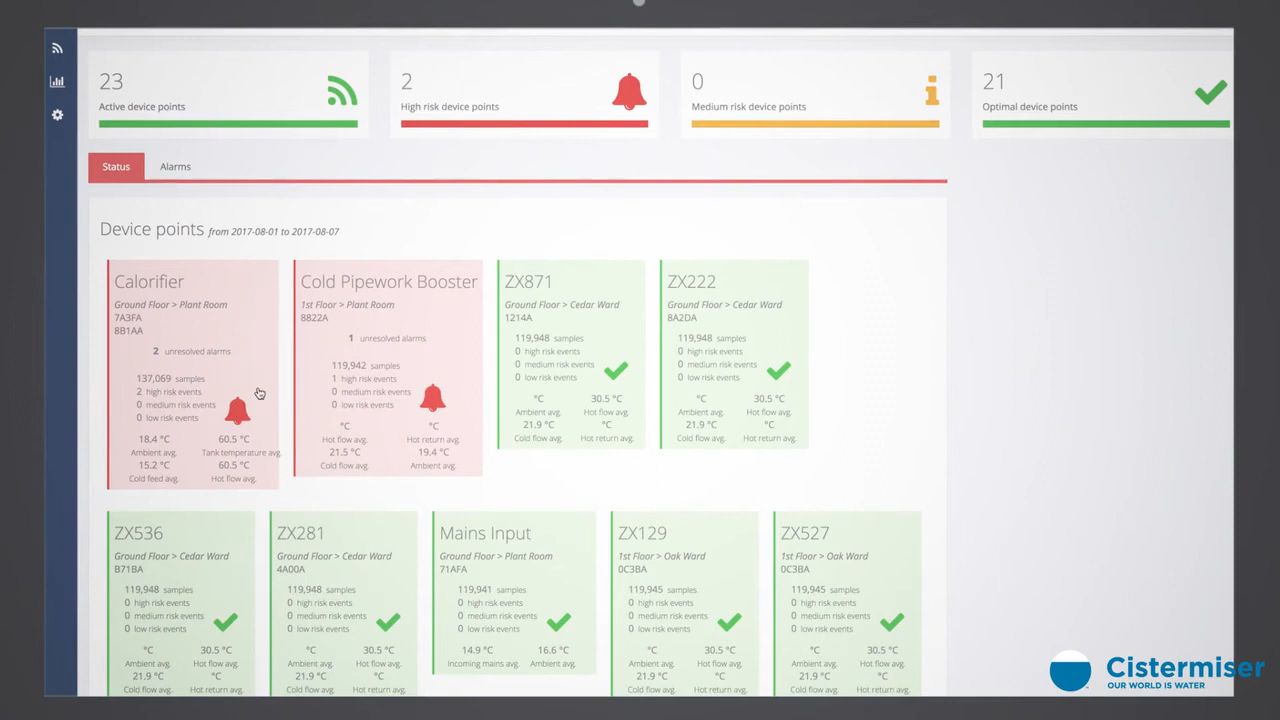 23
Active device points
2
High risk device points
0
Medium risk device points
21
Optimal device points
Status
Alarms
Device points from 2017-08-01 to 2017-08-07
Calorifier
Ground Floor > Plant Room
7A3FA
8B1AA
2 unresolved alarms
137,069 samples
2 high risk events
0 medium risk events
0 low risk events
18.4 °C 60.5 °C
Ambient avg. Tank temperature avg.
15.2 °C 60.5 °C
Cold feed avg. Hot flow avg.
Cold Pipework Booster
1st Floor > Plant Room
8822A
1 unresolved alarms
119,942 samples
1 high risk events
0 medium risk events
0 low risk events
°C °C
Hot flow avg. Hot return avg.
21.5 °C 19.4 °C
Cold flow avg. Ambient avg.
ZX871
Ground Floor > Cedar Ward
1214A
119,948 samples
0 high risk events
0 medium risk events
0 low risk events
°C 30.5 °C
Ambient avg. Hot flow avg.
21.9 °C °C
Cold flow avg. Hot return avg.
ZX222
Ground Floor > Cedar Ward
8A2DA
119,948 samples
0 high risk events
0 medium risk events
0 low risk events
°C 30.5 °C
Ambient avg. Hot flow avg.
21.9 °C °C
Cold flow avg. Hot return avg.
ZX536
Ground Floor > Cedar Ward
B71BA
119,948 samples
0 high risk events
0 medium risk events
0 low risk events
°C 30.5 °C
Ambient avg. Hot flow avg.
21.9 °C °C
Cold flow avg. Hot return avg.
ZX281
Ground Floor > Cedar Ward
4A00A
119,948 samples
0 high risk events
0 medium risk events
0 low risk events
°C 30.5 °C
Ambient avg. Hot flow avg.
21.9 °C °C
Cold flow avg. Hot return avg.
Mains Input
Ground Floor > Plant Room
71AFA
119,941 samples
0 high risk events
0 medium risk events
0 low risk events
14.9 °C 16.6 °C
Incoming mains avg. Ambient avg.
ZX129
1st Floor > Oak Ward
0C3BA
119,945 samples
0 high risk events
0 medium risk events
0 low risk events
°C 30.5 °C
Ambient avg. Hot flow avg.
21.9 °C °C
Cold flow avg. Hot return avg.
ZX527
1st Floor > Oak Ward
0C3BA
119,945 samples
0 high risk events
0 medium risk events
0 low risk events
°C 30.5 °C
Ambient avg. Hot flow avg.
21.9 °C °C
Cold flow avg. Hot return avg.
Cistermiser
OUR WORLD IS WATER